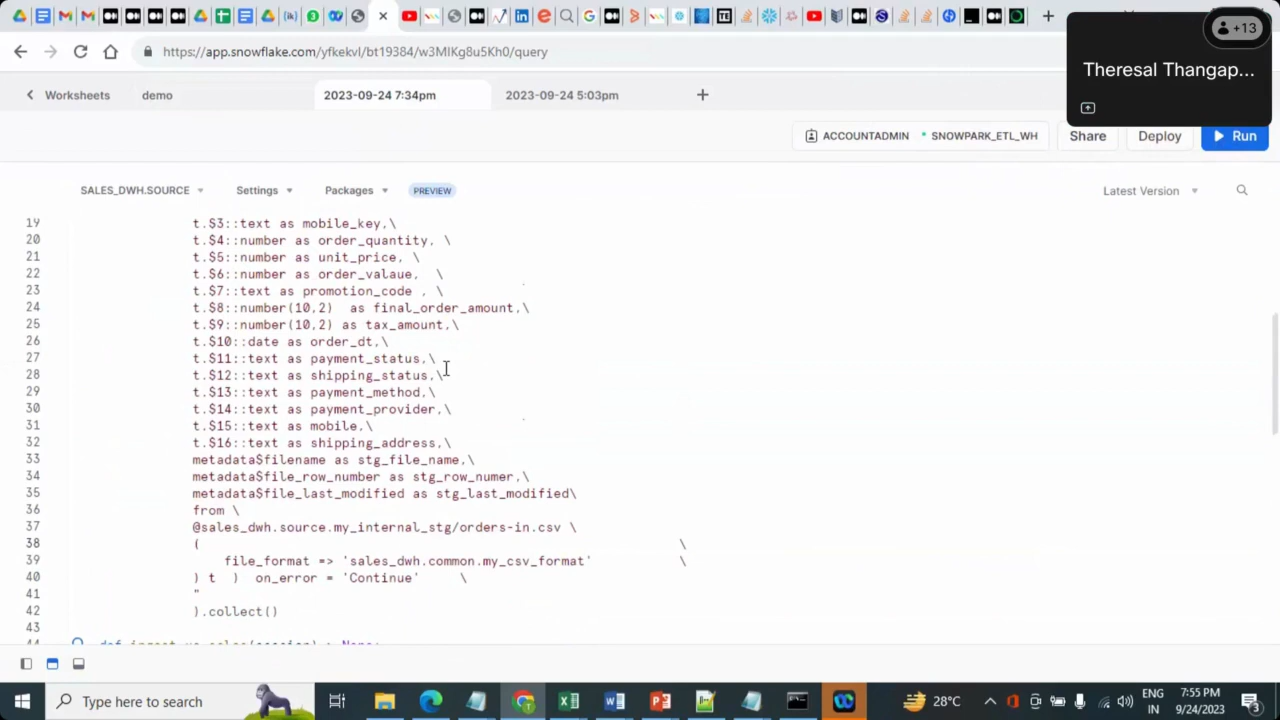 +13
Theresal Thangap...
https://app.snowflake.com/yfkekvl/bt19384/w3MIKg8u5Kh0/query
Worksheets
demo
2023-09-24 7:34pm
2023-09-24 5:03pm
ACCOUNTADMIN
SNOWPARK_ETL_WH
Share
Deploy
Run
SALES_DWH.SOURCE
Settings
Packages
PREVIEW
Latest Version
19 t.$3::text as mobile_key,\
20 t.$4::number as order_quantity, \
21 t.$5::number as unit_price, \
22 t.$6::number as order_valaue, \
23 t.$7::text as promotion_code , \
24 t.$8::number(10,2) as final_order_amount,\
25 t.$9::number(10,2) as tax_amount,\
26 t.$10::date as order_dt,\
27 t.$11::text as payment_status,\
28 t.$12::text as shipping_status,\
29 t.$13::text as payment_method,\
30 t.$14::text as payment_provider,\
31 t.$15::text as mobile,\
32 t.$16::text as shipping_address,\
33 metadata$filename as stg_file_name,\
34 metadata$file_row_number as stg_row_numer,\
35 metadata$file_last_modified as stg_last_modified\
36 from \
37 @sales_dwh.source.my_internal_stg/orders-in.csv \
38 ( \
39 file_format => 'sales_dwh.common.my_csv_format' \
40 ) t ) on_error = 'Continue' \
41 "
42 ).collect()
43
44 def ingest_us_sales(session) : None:
Type here to search
28°C
ENG
IN
7:55 PM
9/24/2023
3